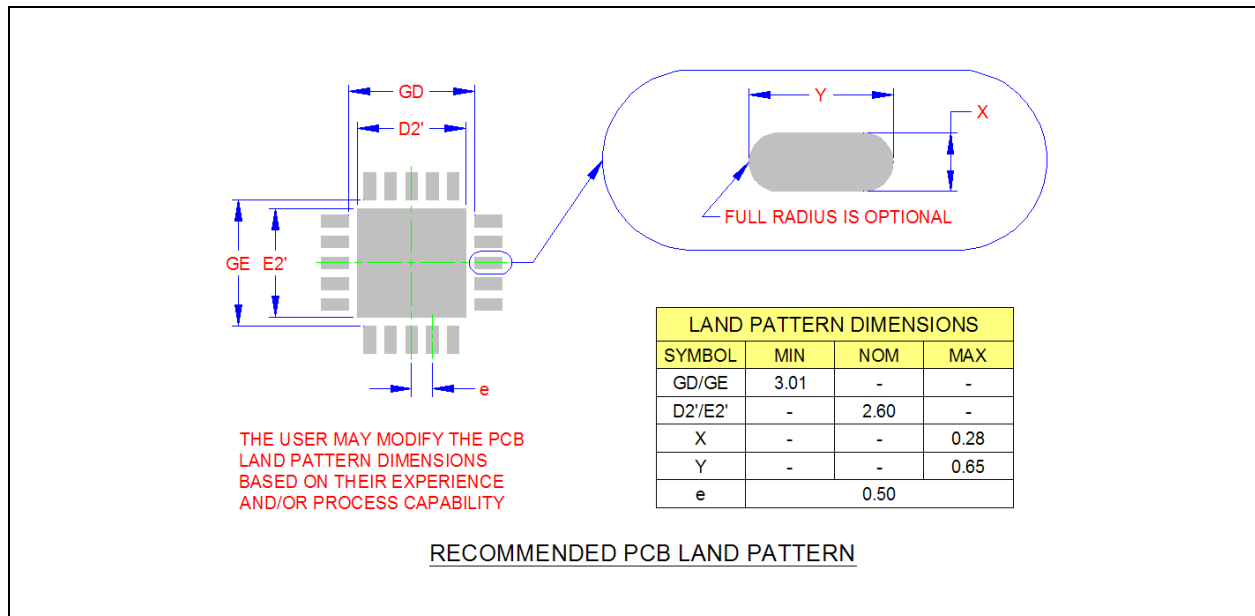 GD
D2'
GE
E2'
e
Y
X
FULL RADIUS IS OPTIONAL
THE USER MAY MODIFY THE PCB
LAND PATTERN DIMENSIONS
BASED ON THEIR EXPERIENCE
AND/OR PROCESS CAPABILITY
LAND PATTERN DIMENSIONS
SYMBOL MIN NOM MAX
GD/GE 3.01 - -
D2'/E2' - 2.60 -
X - - 0.28
Y - - 0.65
e 0.50
RECOMMENDED PCB LAND PATTERN